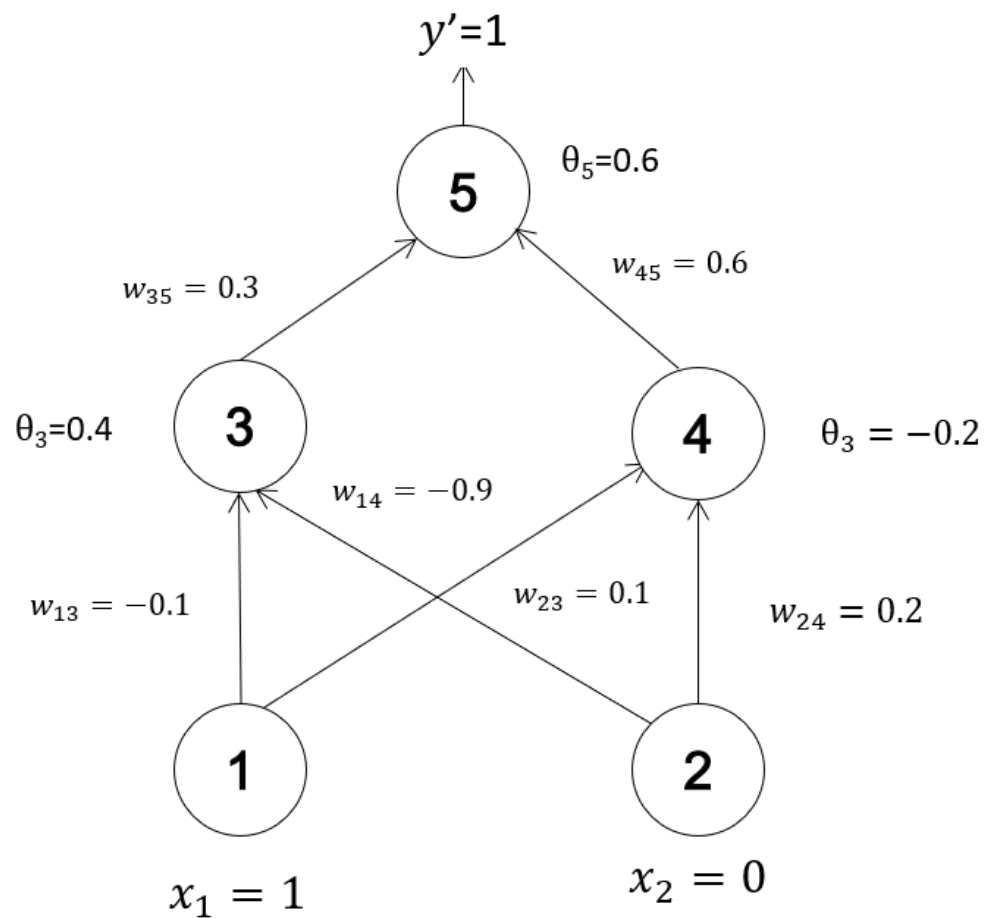 y’=1
5
θ₅=0.6
w₃₅ = 0.3
w₄₅ = 0.6
θ₃=0.4
3
4
θ₃ = −0.2
w₁₄ = −0.9
w₁₃ = −0.1
w₂₃ = 0.1
w₂₄ = 0.2
1
2
x₁ = 1
x₂ = 0